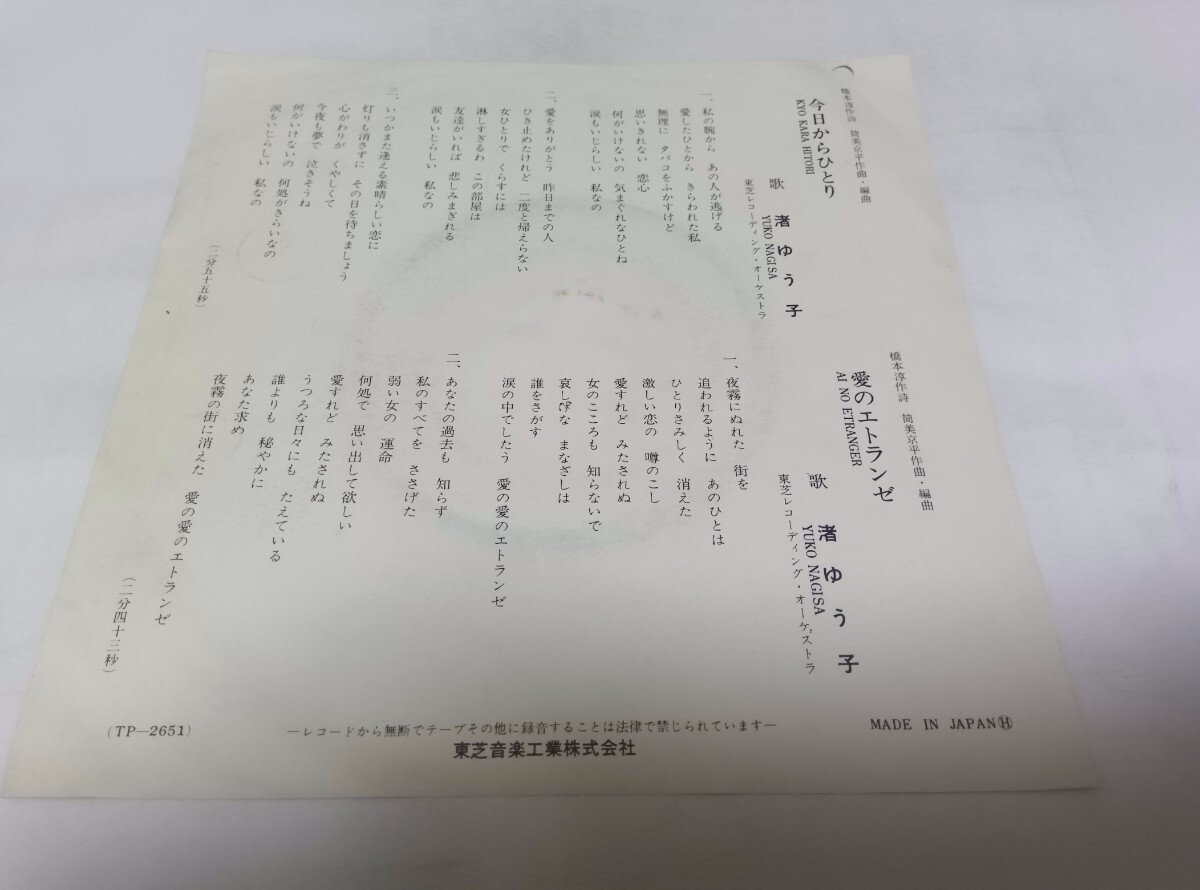 橋本淳作詩　筒美京平作曲・編曲
今日からひとり
KYO KARA HITORI
歌　渚ゆう子
YUKO NAGISA
東芝レコーディング・オーケストラ
一、私の腕から　あの人が逃げる
愛したひとから　きらわれた私
無理に　タバコをふかすけど
思いきれない　恋心
何がいけないの　気まぐれなひとね
涙もいじらしい　私なの
二、愛をありがとう　昨日までの人
ひき止めたけれど　二度と帰えらない
女ひとりで　くらすには
淋しすぎるわ　この部屋は
友達がいれば　悲しみまぎれる
涙もいじらしい　私なの
三、いつかまた逢える素晴らしい恋に
灯りも消さずに　その日を待ちましょう
心がわりが　くやしくて
今夜も夢で　泣きそうね
何がいけないの　何処がきらいなの
涙もいじらしい　私なの
（二分五十五秒）
橋本淳作詩　筒美京平作曲・編曲
愛のエトランゼ
AI NO ETRANGER
歌　渚ゆう子
YUKO NAGISA
東芝レコーディング・オーケストラ
一、夜霧にぬれた　街を
追われるように　あのひとは
ひとりさみしく　消えた
激しい恋の　噂のこし
愛すれど　みたされぬ
女のこころも　知らないで
哀しげな　まなざしは
誰をさがす
涙の中でしたう　愛の愛のエトランゼ
二、あなたの過去も　知らず
私のすべてを　ささげた
弱い女の　運命
何処で　思い出して欲しい
愛すれど　みたされぬ
うつろな日々にも　たえている
誰よりも　秘やかに
あなた求め
夜霧の街に消えた　愛の愛のエトランゼ
（二分四十三秒）
(TP—2651)
—レコードから無断でテープその他に録音することは法律で禁じられています—
MADE IN JAPANⒽ
東芝音楽工業株式会社